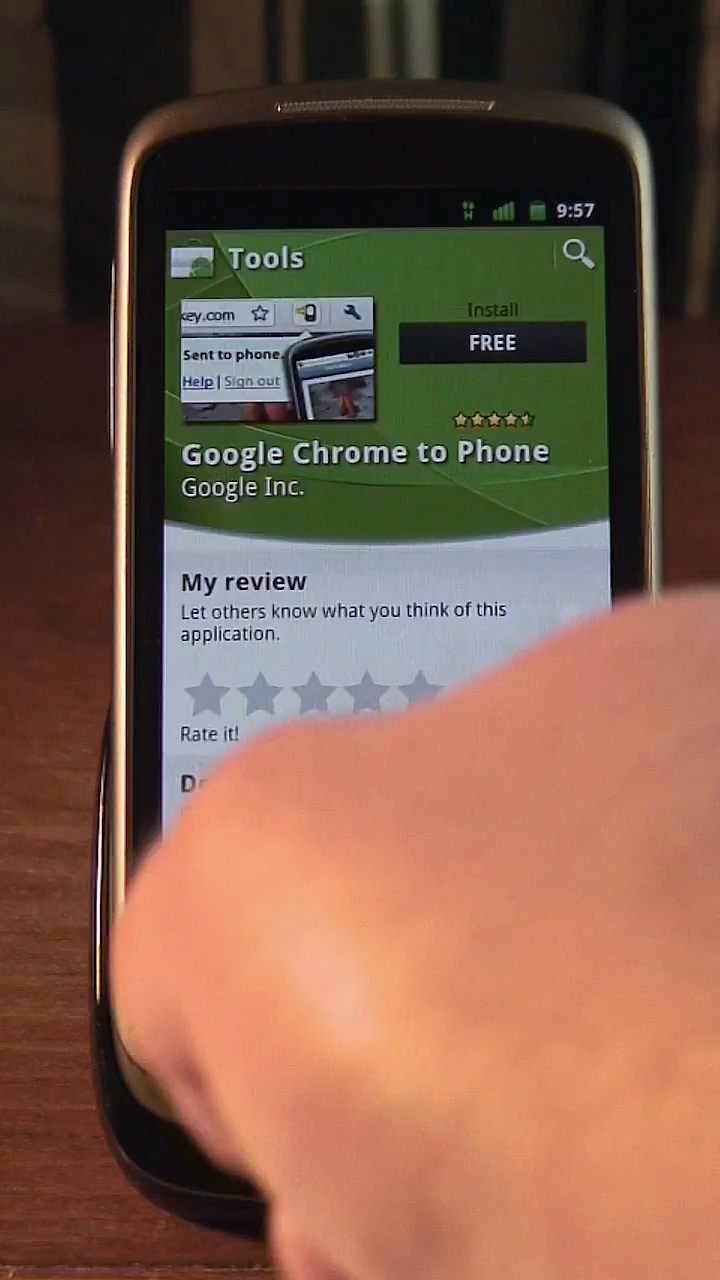 9:57
Tools
key.com
Sent to phone.
Help | Sign out
Install
FREE
Google Chrome to Phone
Google Inc.
My review
Let others know what you think of this
application.
Rate it!